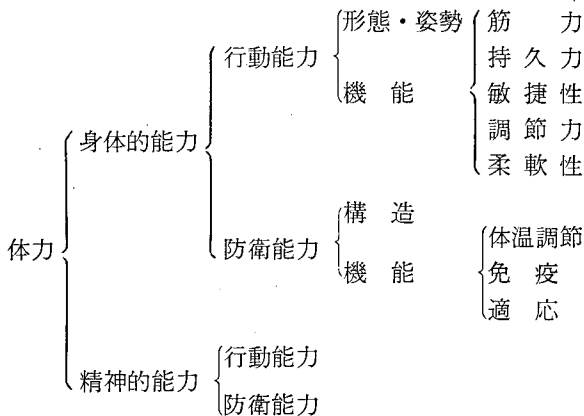 形態・姿勢 筋力
行動能力 持久力
機能 敏捷性
調節力
身体的能力 柔軟性
構造
体力 防衛能力 体温調節
機能 免疫
適応
行動能力
精神的能力
防衛能力